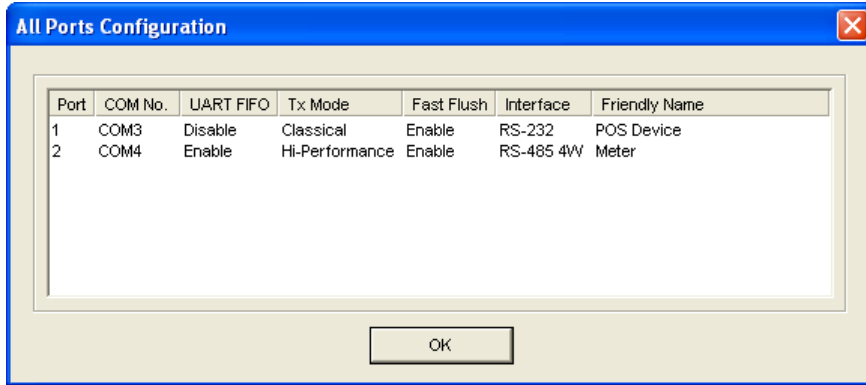 All Ports Configuration
Port COM No. UART FIFO Tx Mode Fast Flush Interface Friendly Name
1 COM3 Disable Classical Enable RS-232 POS Device
2 COM4 Enable Hi-Performance Enable RS-485 4W Meter
OK